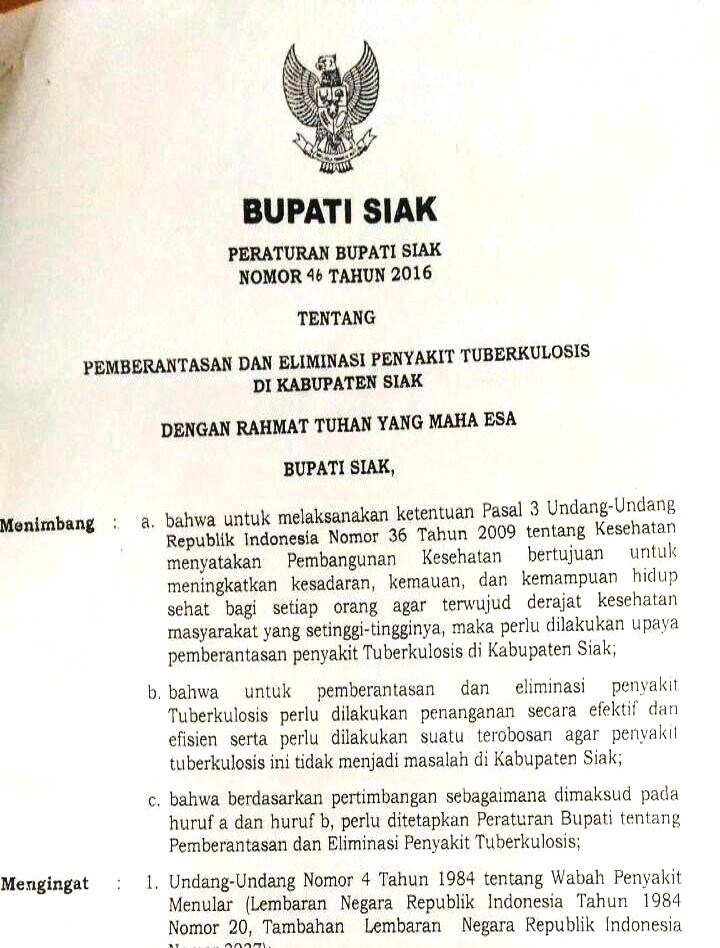 BUPATI SIAK
PERATURAN BUPATI SIAK
NOMOR 46 TAHUN 2016
TENTANG
PEMBERANTASAN DAN ELIMINASI PENYAKIT TUBERKULOSIS
DI KABUPATEN SIAK
DENGAN RAHMAT TUHAN YANG MAHA ESA
BUPATI SIAK,
Menimbang : a. bahwa untuk melaksanakan ketentuan Pasal 3 Undang-Undang
Republik Indonesia Nomor 36 Tahun 2009 tentang Kesehatan
menyatakan Pembangunan Kesehatan bertujuan untuk
meningkatkan kesadaran, kemauan, dan kemampuan hidup
sehat bagi setiap orang agar terwujud derajat kesehatan
masyarakat yang setinggi-tingginya, maka perlu dilakukan upaya
pemberantasan penyakit Tuberkulosis di Kabupaten Siak;
b. bahwa untuk pemberantasan dan eliminasi penyakit
Tuberkulosis perlu dilakukan penanganan secara efektif dan
efisien serta perlu dilakukan suatu terobosan agar penyakit
tuberkulosis ini tidak menjadi masalah di Kabupaten Siak;
c. bahwa berdasarkan pertimbangan sebagaimana dimaksud pada
huruf a dan huruf b, perlu ditetapkan Peraturan Bupati tentang
Pemberantasan dan Eliminasi Penyakit Tuberkulosis;
Mengingat : 1. Undang-Undang Nomor 4 Tahun 1984 tentang Wabah Penyakit
Menular (Lembaran Negara Republik Indonesia Tahun 1984
Nomor 20, Tambahan Lembaran Negara Republik Indonesia